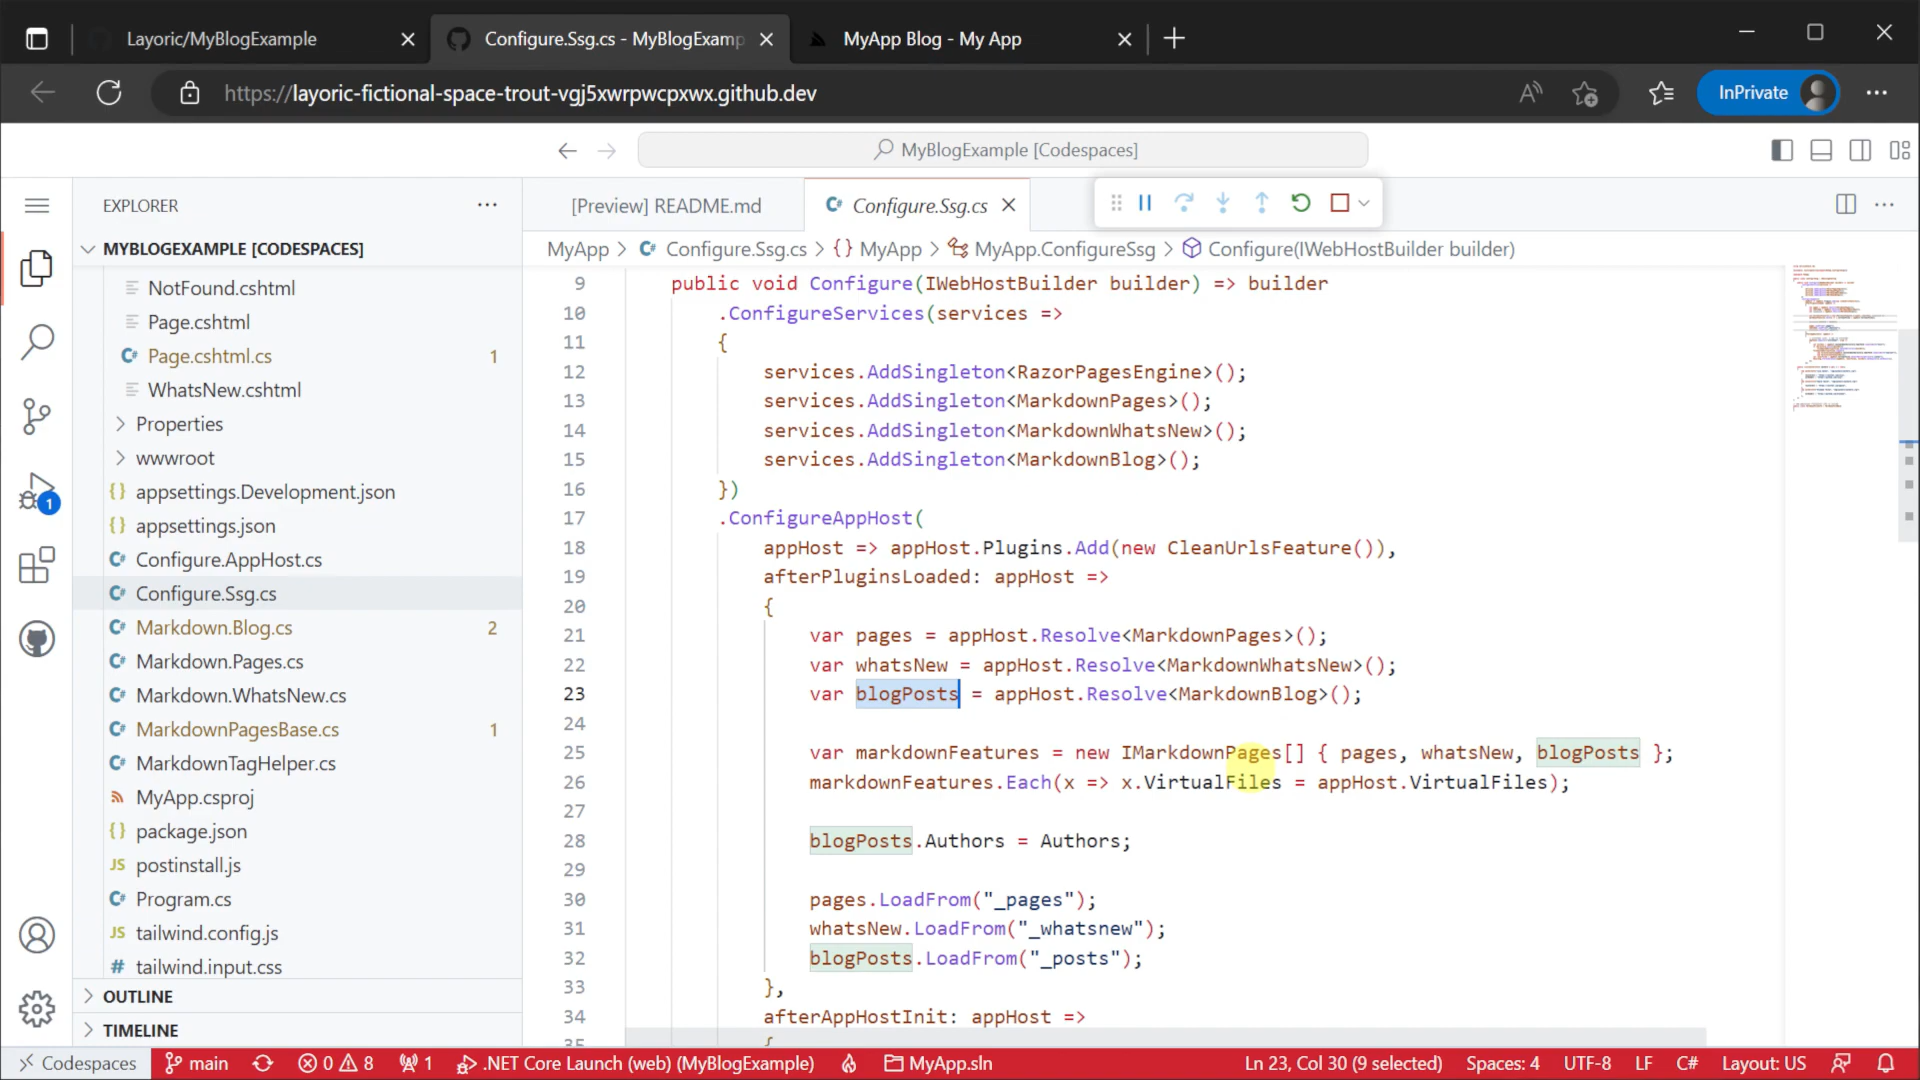 Layoric/MyBlogExample
Configure.Ssg.cs - MyBlogExamp
MyApp Blog - My App
https://layoric-fictional-space-trout-vgj5xwrpwcpxwx.github.dev
InPrivate
MyBlogExample [Codespaces]
EXPLORER
[Preview] README.md
Configure.Ssg.cs
MYBLOGEXAMPLE [CODESPACES]
MyApp > Configure.Ssg.cs > {} MyApp > MyApp.ConfigureSsg > Configure(IWebHostBuilder builder)
NotFound.cshtml
Page.cshtml
Page.cshtml.cs 1
WhatsNew.cshtml
Properties
wwwroot
appsettings.Development.json
appsettings.json
Configure.AppHost.cs
Configure.Ssg.cs
Markdown.Blog.cs 2
Markdown.Pages.cs
Markdown.WhatsNew.cs
MarkdownPagesBase.cs 1
MarkdownTagHelper.cs
MyApp.csproj
package.json
JS postinstall.js
Program.cs
JS tailwind.config.js
# tailwind.input.css
OUTLINE
TIMELINE
1
9 public void Configure(IWebHostBuilder builder) => builder
10 .ConfigureServices(services =>
11 {
12 services.AddSingleton<RazorPagesEngine>();
13 services.AddSingleton<MarkdownPages>();
14 services.AddSingleton<MarkdownWhatsNew>();
15 services.AddSingleton<MarkdownBlog>();
16 })
17 .ConfigureAppHost(
18 appHost => appHost.Plugins.Add(new CleanUrlsFeature()),
19 afterPluginsLoaded: appHost =>
20 {
21 var pages = appHost.Resolve<MarkdownPages>();
22 var whatsNew = appHost.Resolve<MarkdownWhatsNew>();
23 var blogPosts = appHost.Resolve<MarkdownBlog>();
24
25 var markdownFeatures = new IMarkdownPages[] { pages, whatsNew, blogPosts };
26 markdownFeatures.Each(x => x.VirtualFiles = appHost.VirtualFiles);
27
28 blogPosts.Authors = Authors;
29
30 pages.LoadFrom("_pages");
31 whatsNew.LoadFrom("_whatsnew");
32 blogPosts.LoadFrom("_posts");
33 },
34 afterAppHostInit: appHost =>
35 {
Codespaces main 0 8 1 .NET Core Launch (web) (MyBlogExample) MyApp.sln Ln 23, Col 30 (9 selected) Spaces: 4 UTF-8 LF C# Layout: US